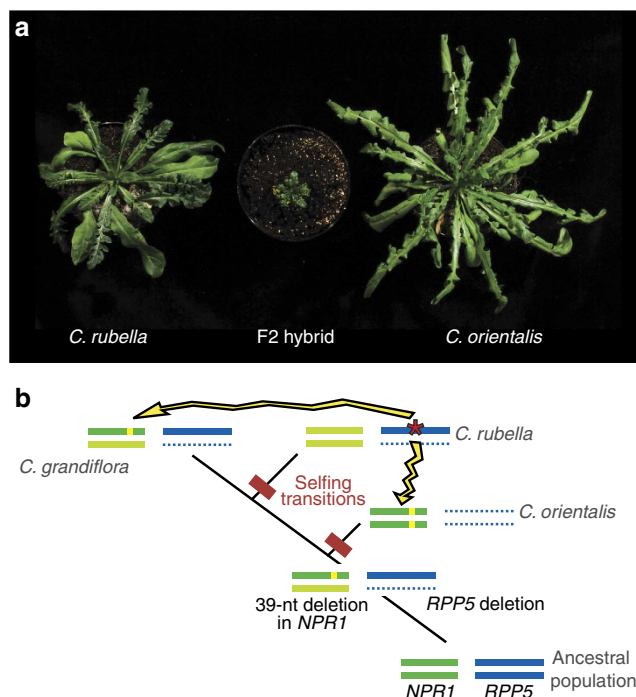 a
C. rubella
F2 hybrid
C. orientalis
b
C. rubella
C. grandiflora
Selfing
transitions
C. orientalis
39-nt deletion
in NPR1
RPP5 deletion
Ancestral
population
NPR1
RPP5